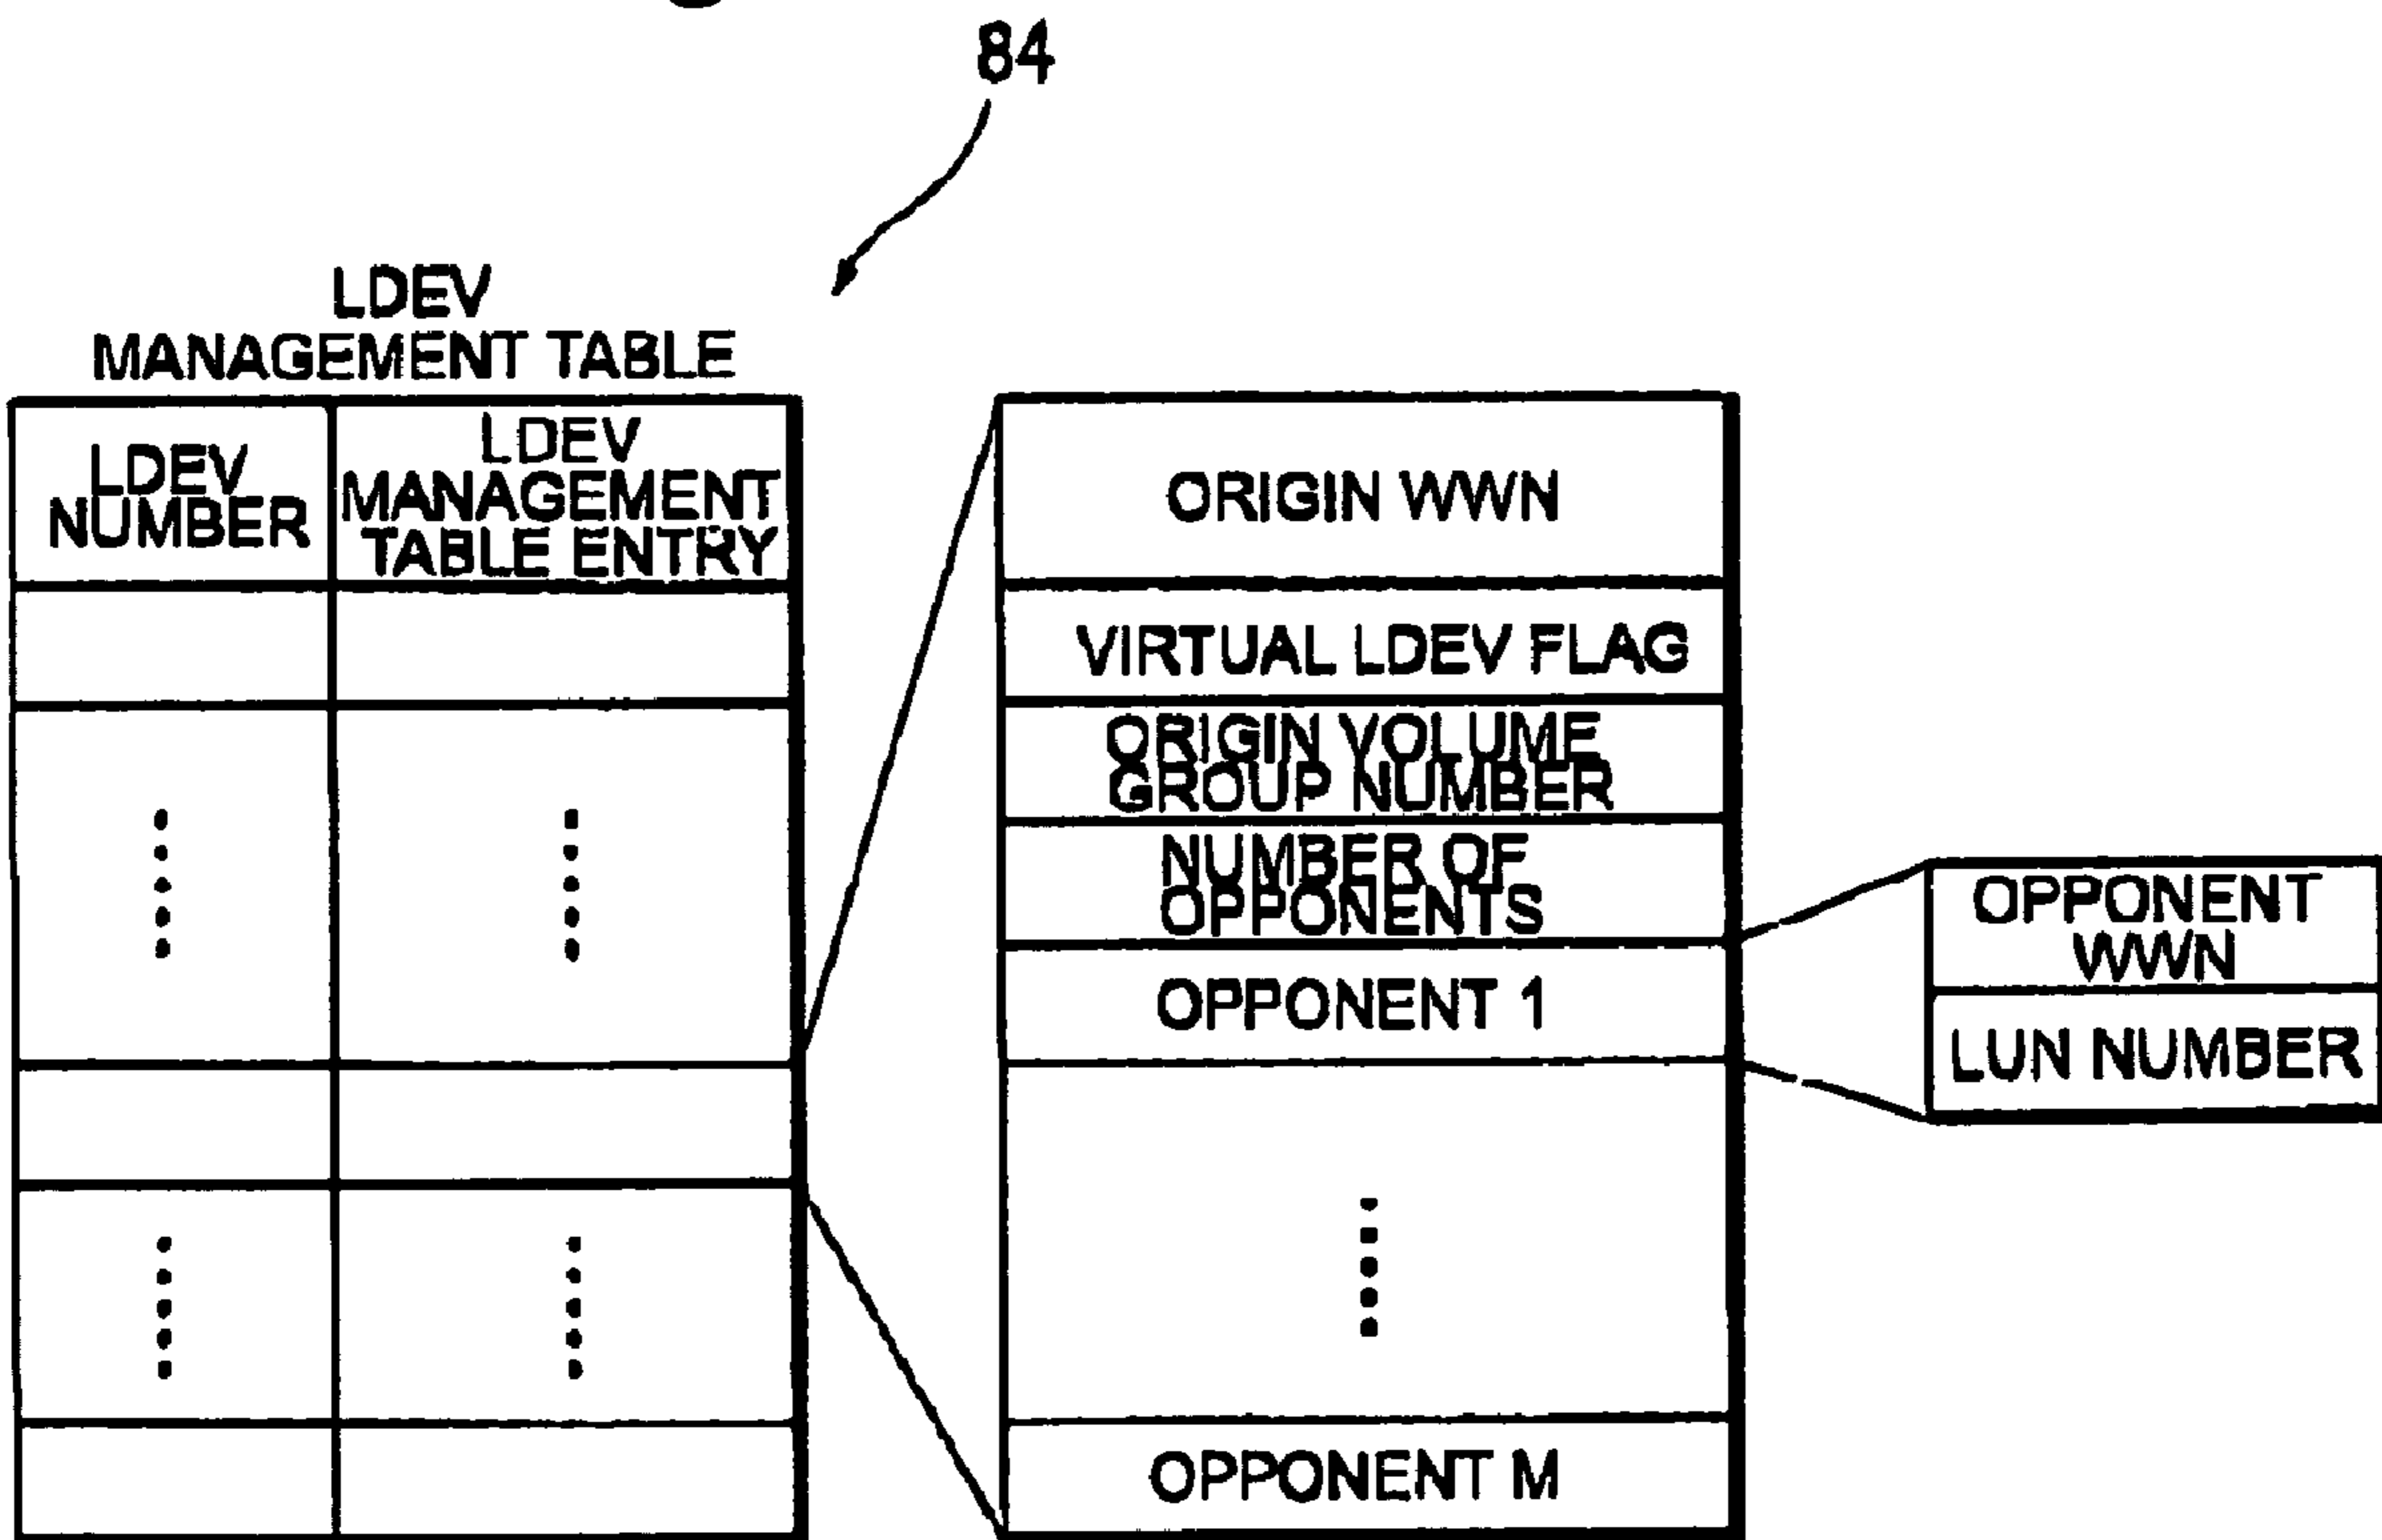 84
LDEV
MANAGEMENT TABLE
LDEV
NUMBER
LDEV
MANAGEMENT
TABLE ENTRY
ORIGIN WWN
VIRTUAL LDEV FLAG
ORIGIN VOLUME
GROUP NUMBER
NUMBER OF
OPPONENTS
OPPONENT 1
OPPONENT M
OPPONENT
WWN
LUN NUMBER